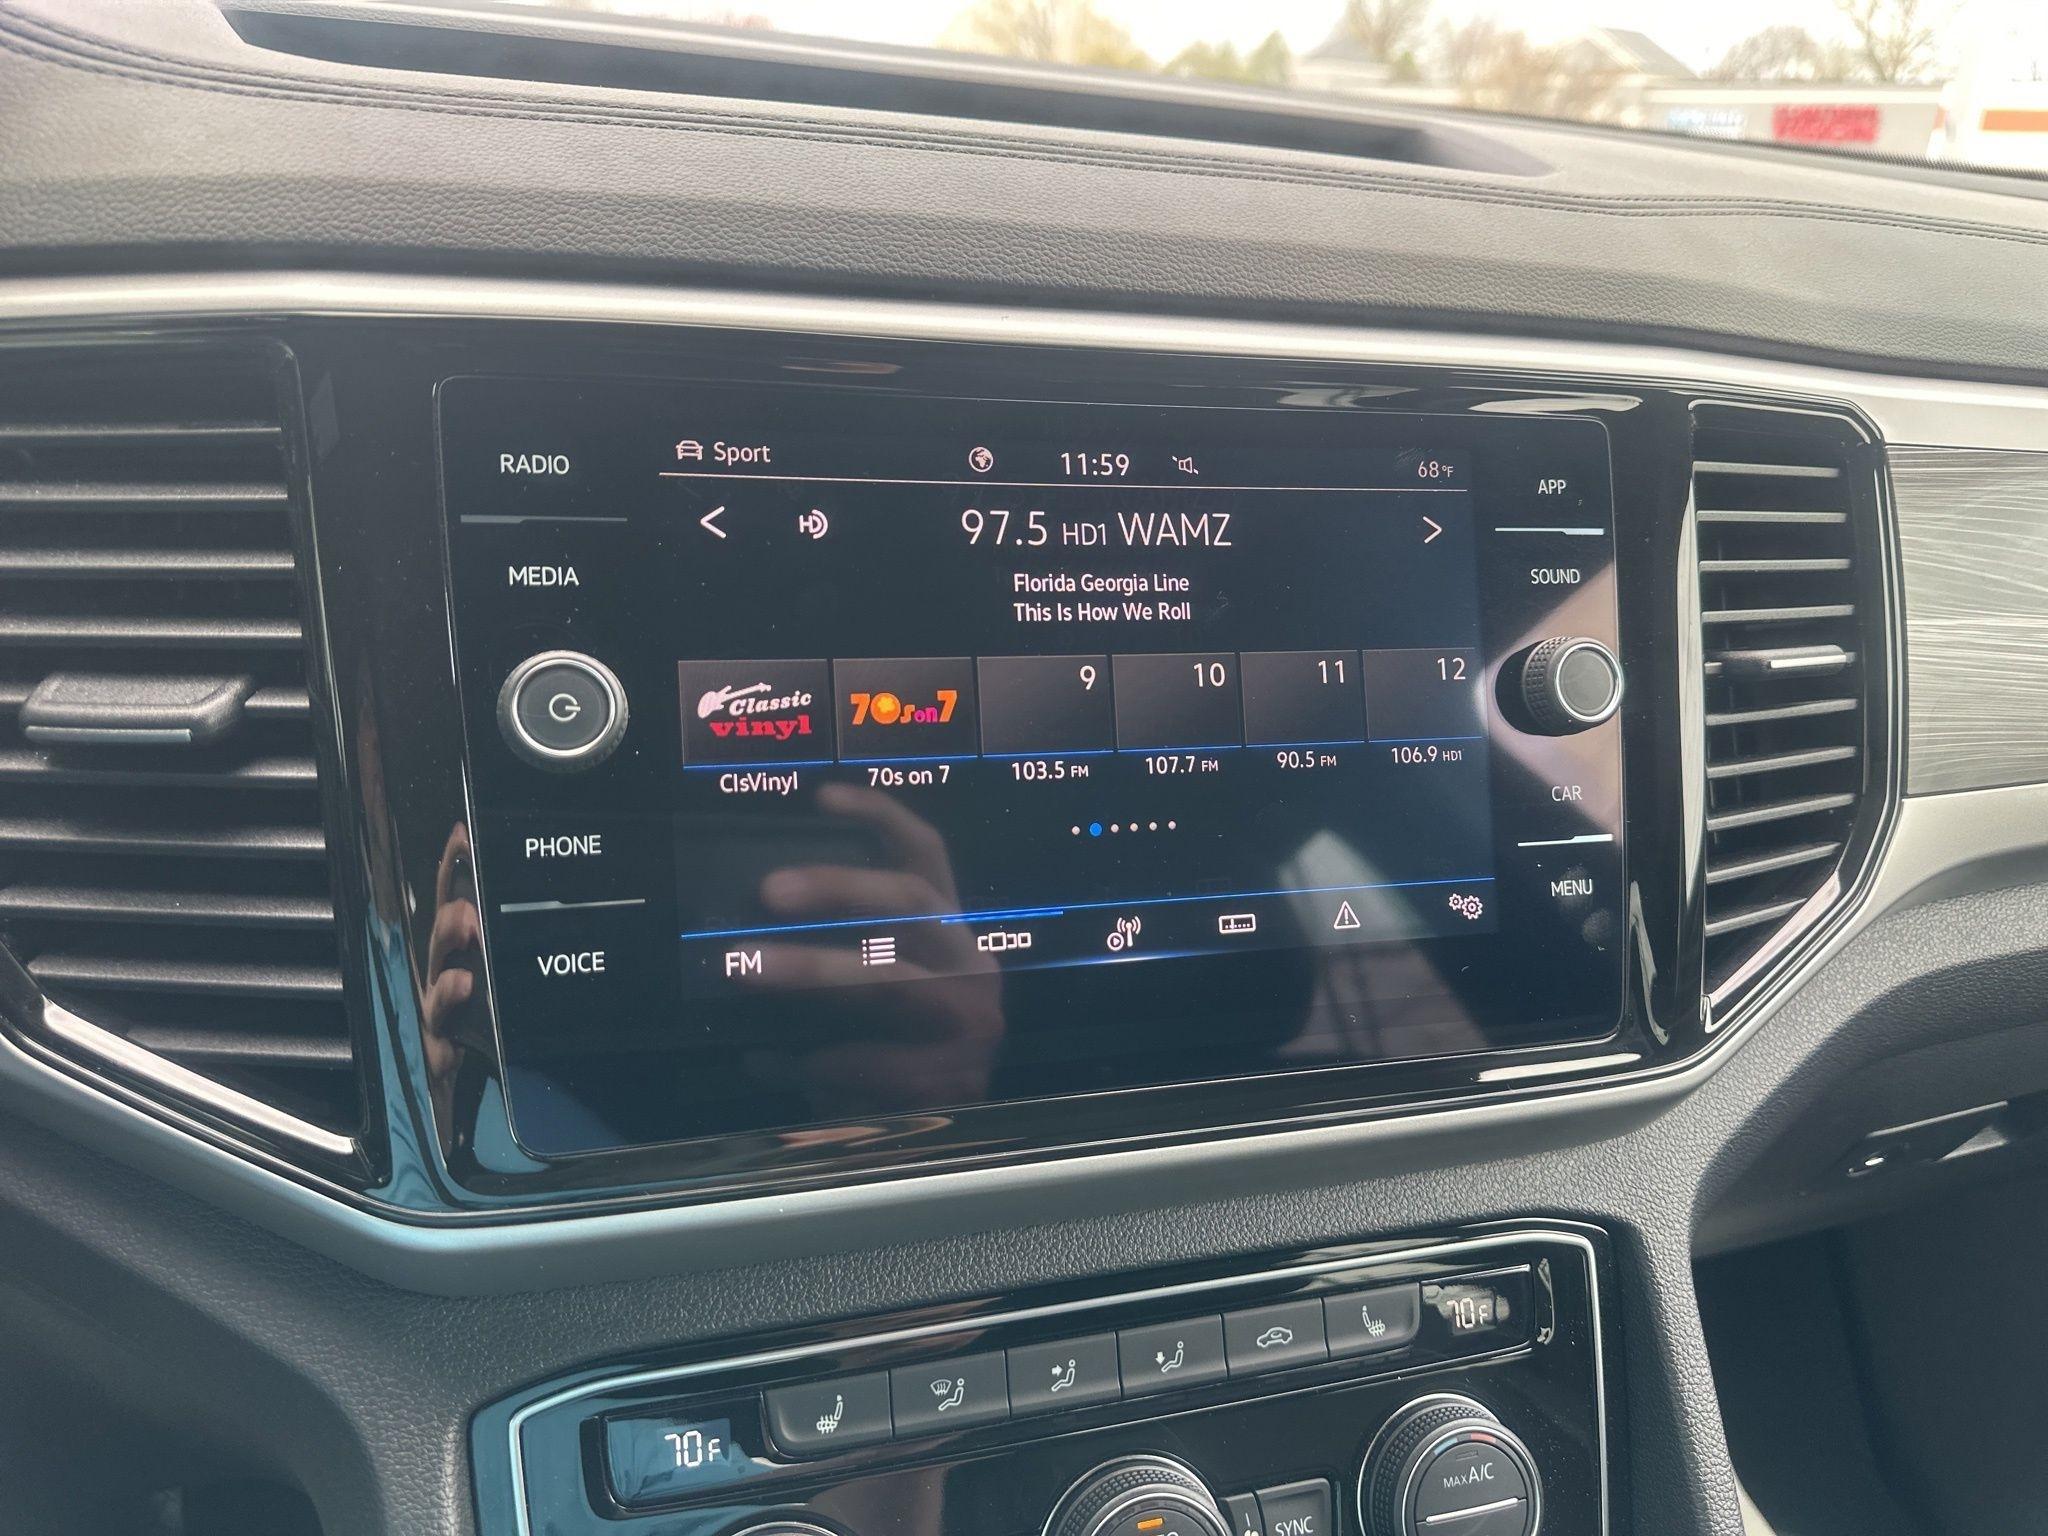 RADIO
MEDIA
PHONE
VOICE
Sport
11:59
68°F
< HD >
97.5 HD1 WAMZ
Florida Georgia Line
This Is How We Roll
Classic
vinyl
70s on 7
9
10
11
12
ClsVinyl
70s on 7
103.5 FM
107.7 FM
90.5 FM
106.9 HD1
FM
APP
SOUND
CAR
MENU
70F
70F
MAX A/C
SYNC